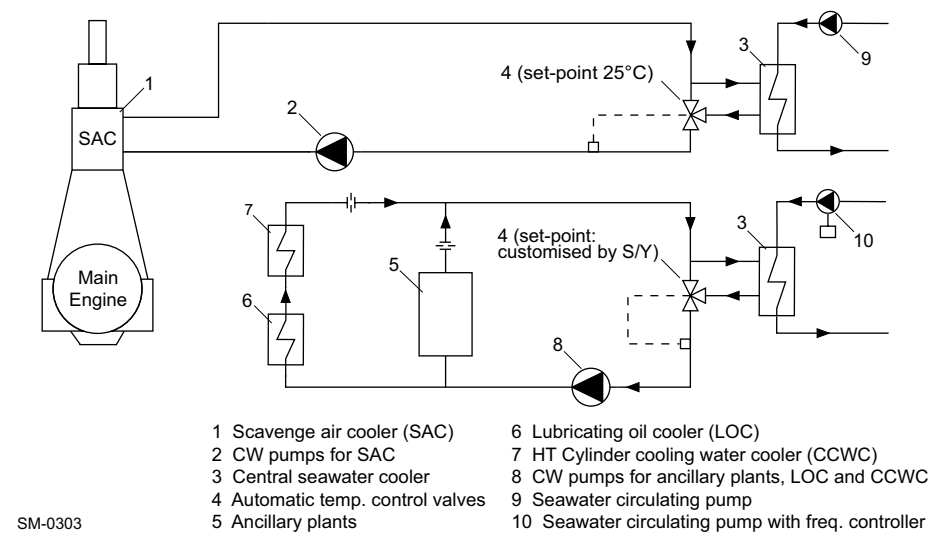 1
SAC
2
4 (set-point 25°C)
3
9
Main
Engine
7
6
5
4 (set-point:
customised by S/Y)
3
10
8
1 Scavenge air cooler (SAC)
2 CW pumps for SAC
3 Central seawater cooler
4 Automatic temp. control valves
5 Ancillary plants
6 Lubricating oil cooler (LOC)
7 HT Cylinder cooling water cooler (CCWC)
8 CW pumps for ancillary plants, LOC and CCWC
9 Seawater circulating pump
10 Seawater circulating pump with freq. controller
SM-0303